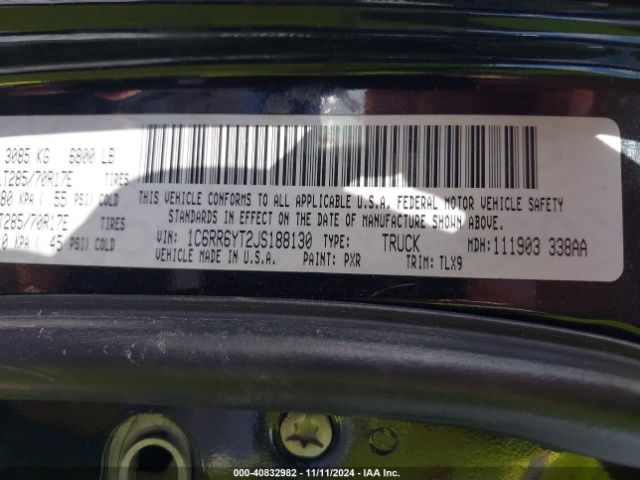 3085 KG 6800 LB
LT285/70R17E TIRES
80 KPA ( 55 PSI) COLD
T285/70R17E TIRES
0 KPA ( 45 PSI) COLD
THIS VEHICLE CONFORMS TO ALL APPLICABLE U.S.A. FEDERAL MOTOR VEHICLE SAFETY
STANDARDS IN EFFECT ON THE DATE OF MANUFACTURE SHOWN ABOVE.
VIN: 1C6RR6YT2JS188130 TYPE: TRUCK MDH: 111903 338AA
VEHICLE MADE IN U.S.A. PAINT: PXR TRIM: TLX9
000-40832982 - 11/11/2024 - IAA Inc.